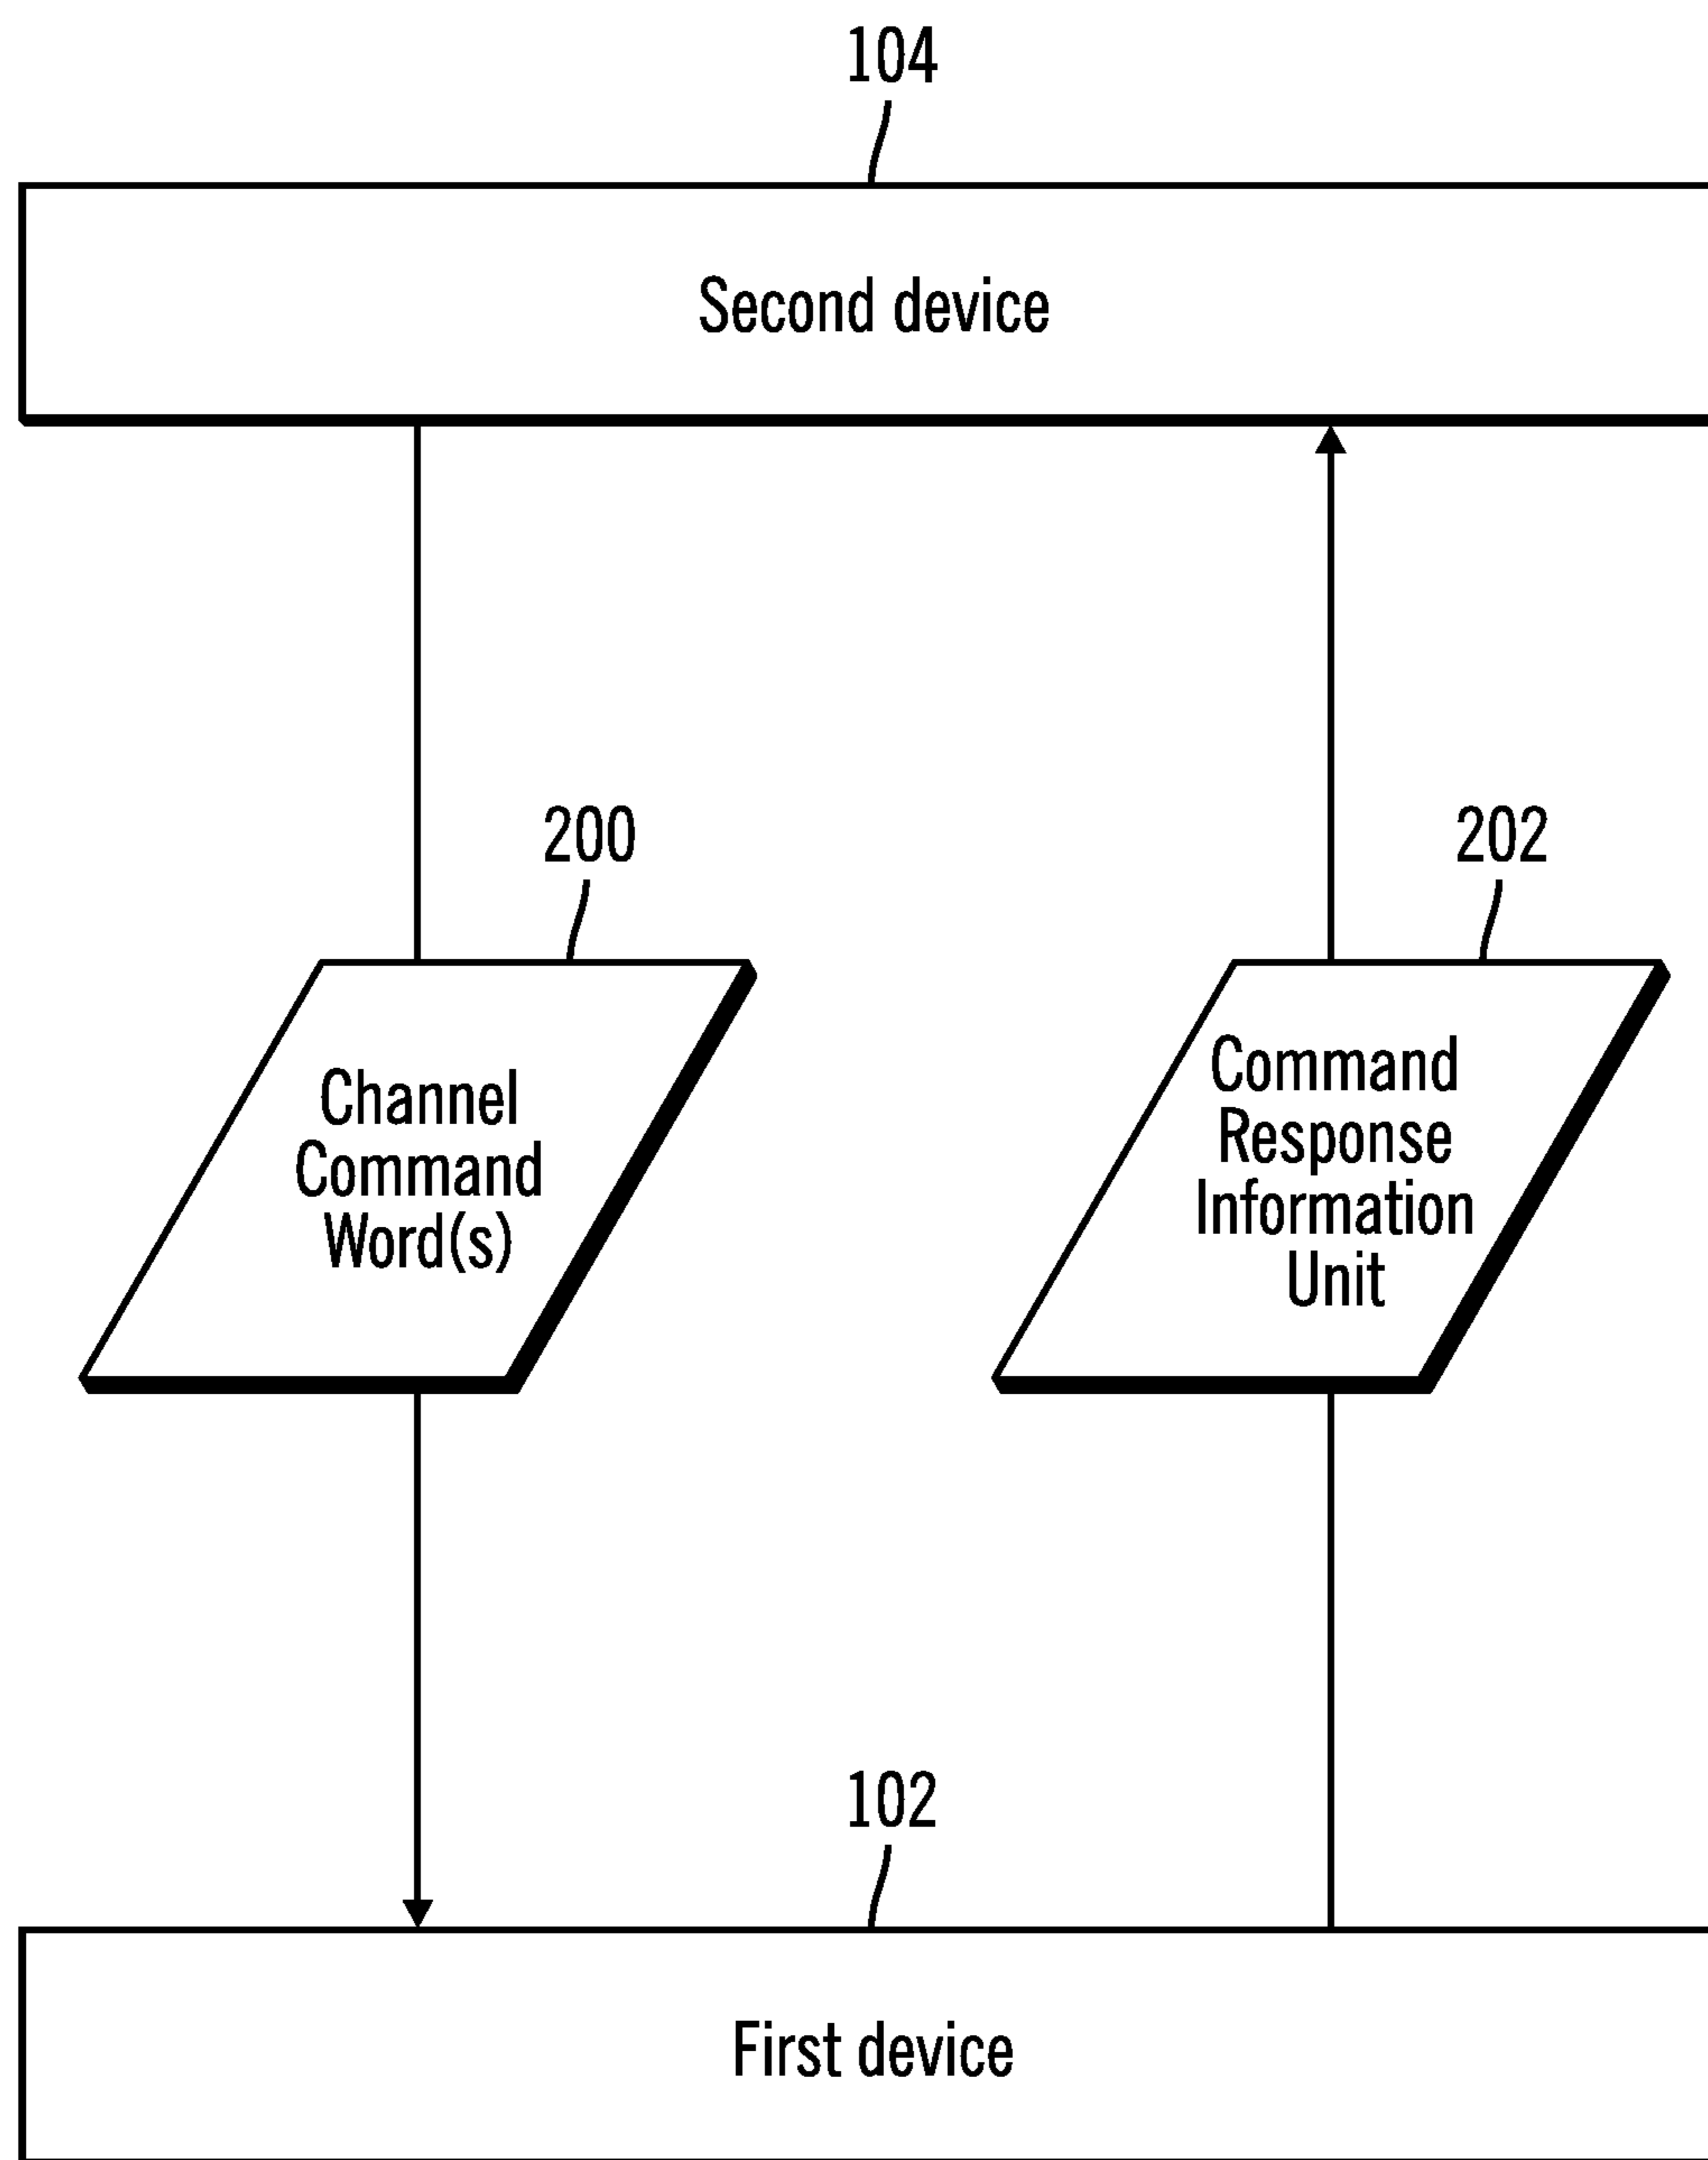 104
Second device
200
202
Channel
Command
Word(s)
Command
Response
Information
Unit
102
First device